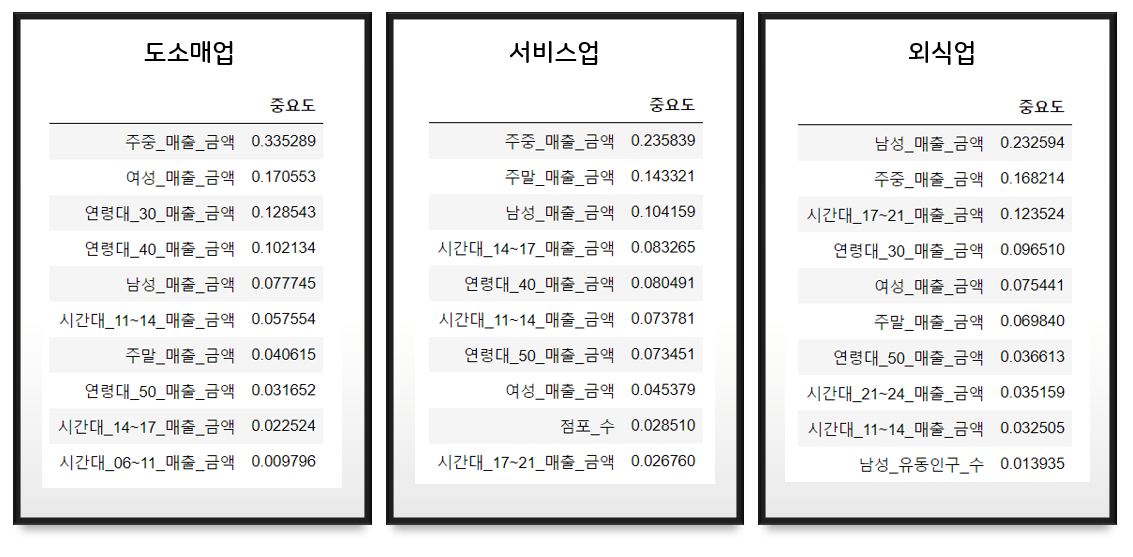 도소매업
중요도
주중_매출_금액 0.335289
여성_매출_금액 0.170553
연령대_30_매출_금액 0.128543
연령대_40_매출_금액 0.102134
남성_매출_금액 0.077745
시간대_11~14_매출_금액 0.057554
주말_매출_금액 0.040615
연령대_50_매출_금액 0.031652
시간대_14~17_매출_금액 0.022524
시간대_06~11_매출_금액 0.009796
서비스업
중요도
주중_매출_금액 0.235839
주말_매출_금액 0.143321
남성_매출_금액 0.104159
시간대_14~17_매출_금액 0.083265
연령대_40_매출_금액 0.080491
시간대_11~14_매출_금액 0.073781
연령대_50_매출_금액 0.073451
여성_매출_금액 0.045379
점포_수 0.028510
시간대_17~21_매출_금액 0.026760
외식업
중요도
남성_매출_금액 0.232594
주중_매출_금액 0.168214
시간대_17~21_매출_금액 0.123524
연령대_30_매출_금액 0.096510
여성_매출_금액 0.075441
주말_매출_금액 0.069840
연령대_50_매출_금액 0.036613
시간대_21~24_매출_금액 0.035159
시간대_11~14_매출_금액 0.032505
남성_유동인구_수 0.013935